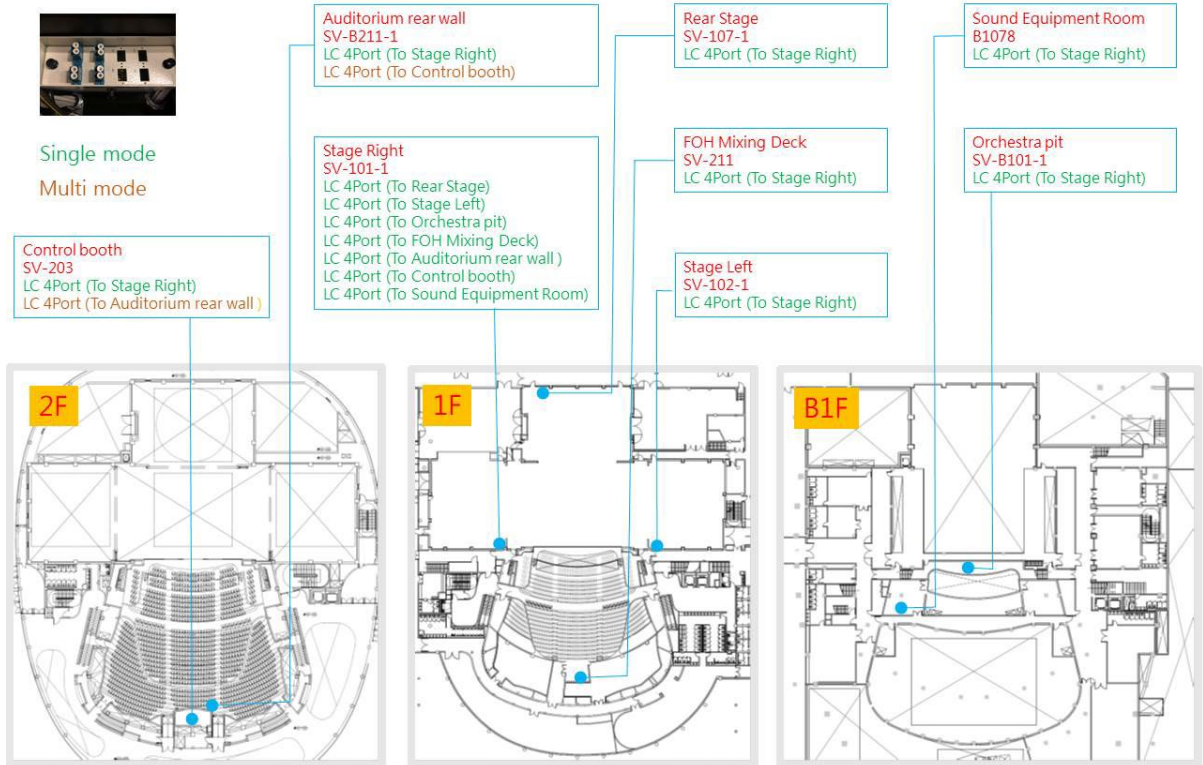 Auditorium rear wall
SV-B211-1
LC 4Port (To Stage Right)
LC 4Port (To Control booth)
Rear Stage
SV-107-1
LC 4Port (To Stage Right)
Sound Equipment Room
B1078
LC 4Port (To Stage Right)
Single mode
Multi mode
Stage Right
SV-101-1
LC 4Port (To Rear Stage)
LC 4Port (To Stage Left)
LC 4Port (To Orchestra pit)
LC 4Port (To FOH Mixing Deck)
LC 4Port (To Auditorium rear wall )
LC 4Port (To Control booth)
LC 4Port (To Sound Equipment Room)
FOH Mixing Deck
SV-211
LC 4Port (To Stage Right)
Orchestra pit
SV-B101-1
LC 4Port (To Stage Right)
Control booth
SV-203
LC 4Port (To Stage Right)
LC 4Port (To Auditorium rear wall )
Stage Left
SV-102-1
LC 4Port (To Stage Right)
2F
1F
B1F